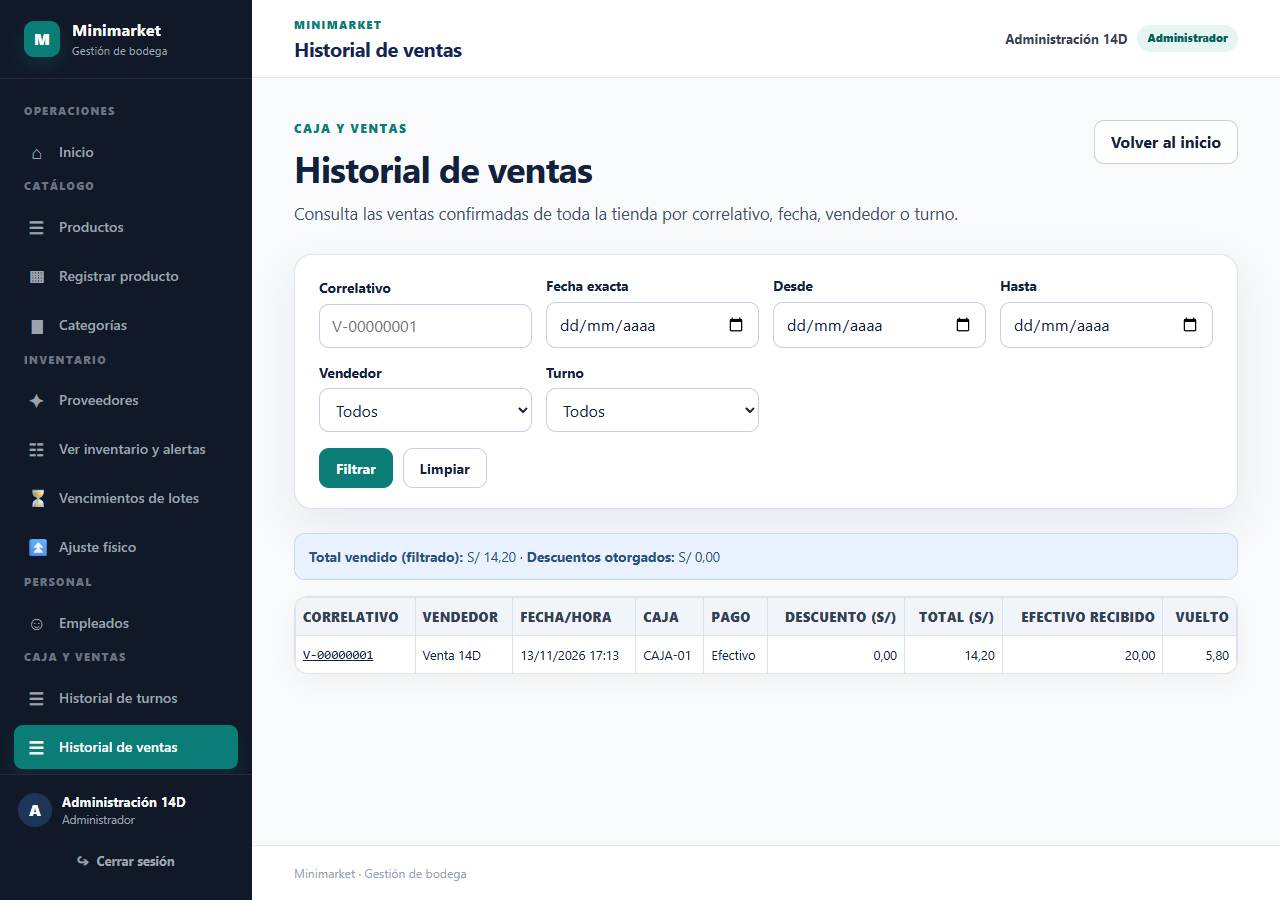 M Minimarket
Gestión de bodega
OPERACIONES
Inicio
CATÁLOGO
Productos
Registrar producto
Categorías
INVENTARIO
Proveedores
Ver inventario y alertas
Vencimientos de lotes
Ajuste físico
PERSONAL
Empleados
CAJA Y VENTAS
Historial de turnos
Historial de ventas
A Administración 14D
Administrador
Cerrar sesión
MINIMARKET
Historial de ventas
Administración 14D Administrador
CAJA Y VENTAS
Historial de ventas
Volver al inicio
Consulta las ventas confirmadas de toda la tienda por correlativo, fecha, vendedor o turno.
Correlativo Fecha exacta Desde Hasta
V-00000001 dd/mm/aaaa dd/mm/aaaa dd/mm/aaaa
Vendedor Turno
Todos Todos
Filtrar Limpiar
Total vendido (filtrado): S/ 14,20 · Descuentos otorgados: S/ 0,00
CORRELATIVO VENDEDOR FECHA/HORA CAJA PAGO DESCUENTO (S/) TOTAL (S/) EFECTIVO RECIBIDO VUELTO
V-00000001 Venta 14D 13/11/2026 17:13 CAJA-01 Efectivo 0,00 14,20 20,00 5,80
Minimarket · Gestión de bodega